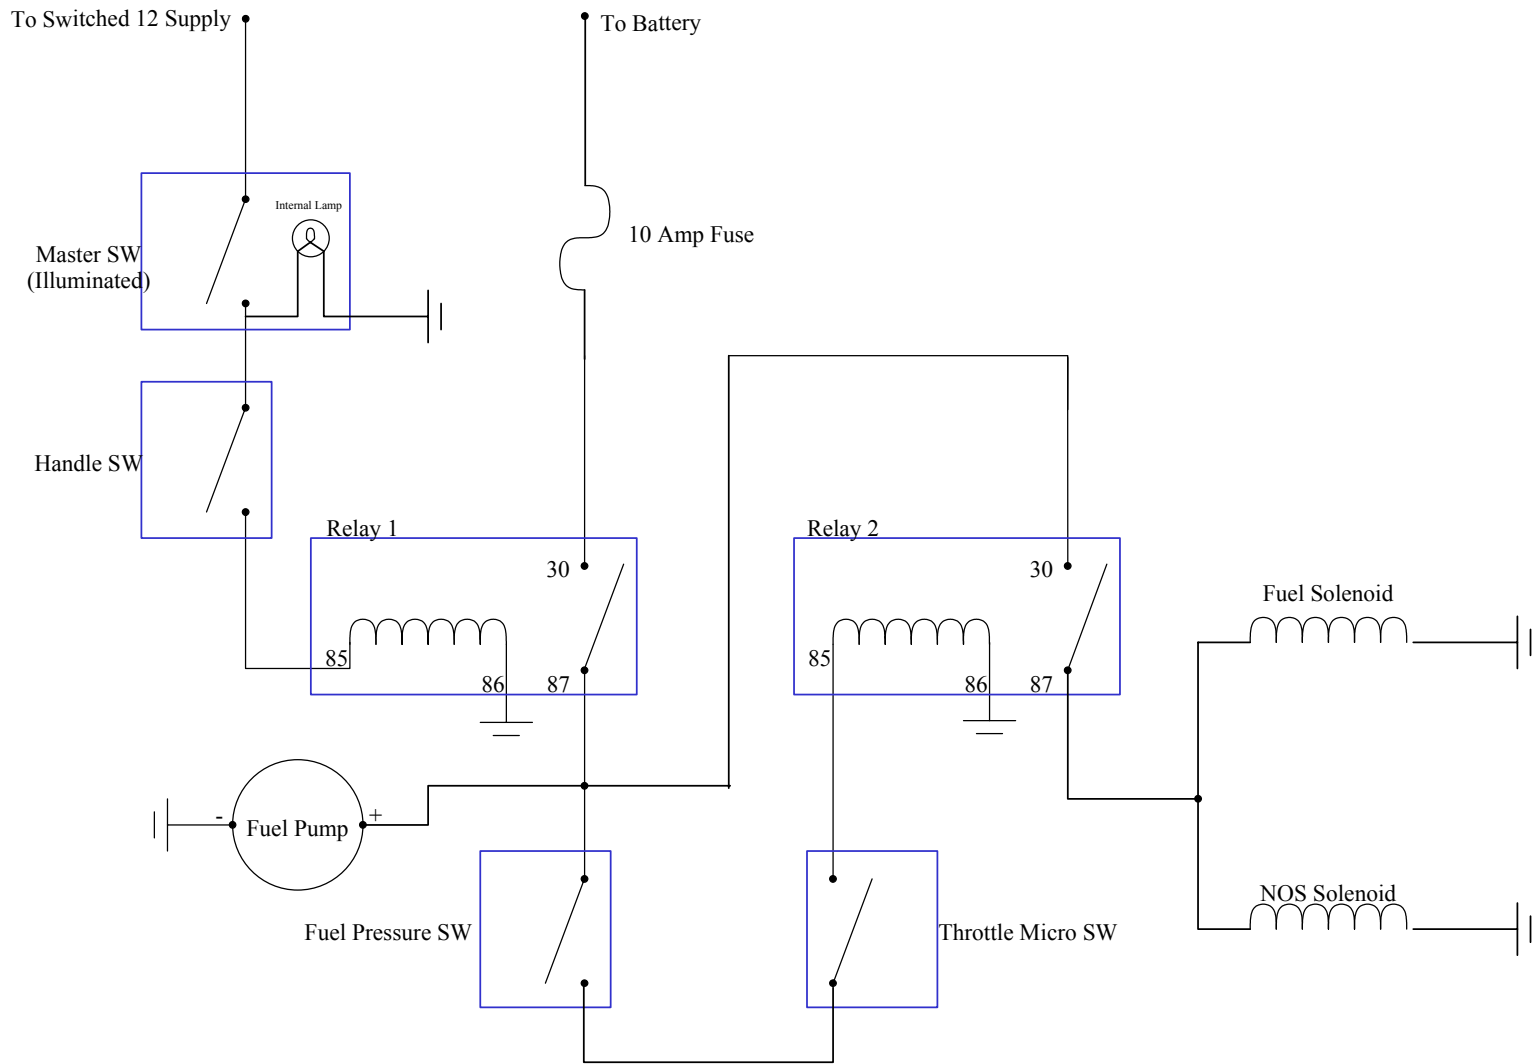 To Switched 12 Supply
To Battery
Internal Lamp
10 Amp Fuse
Master SW
(Illuminated)
Handle SW
Relay 1
Relay 2
30
30
Fuel Solenoid
85
86
87
85
86
87
-
+
Fuel Pump
NOS Solenoid
Fuel Pressure SW
Throttle Micro SW